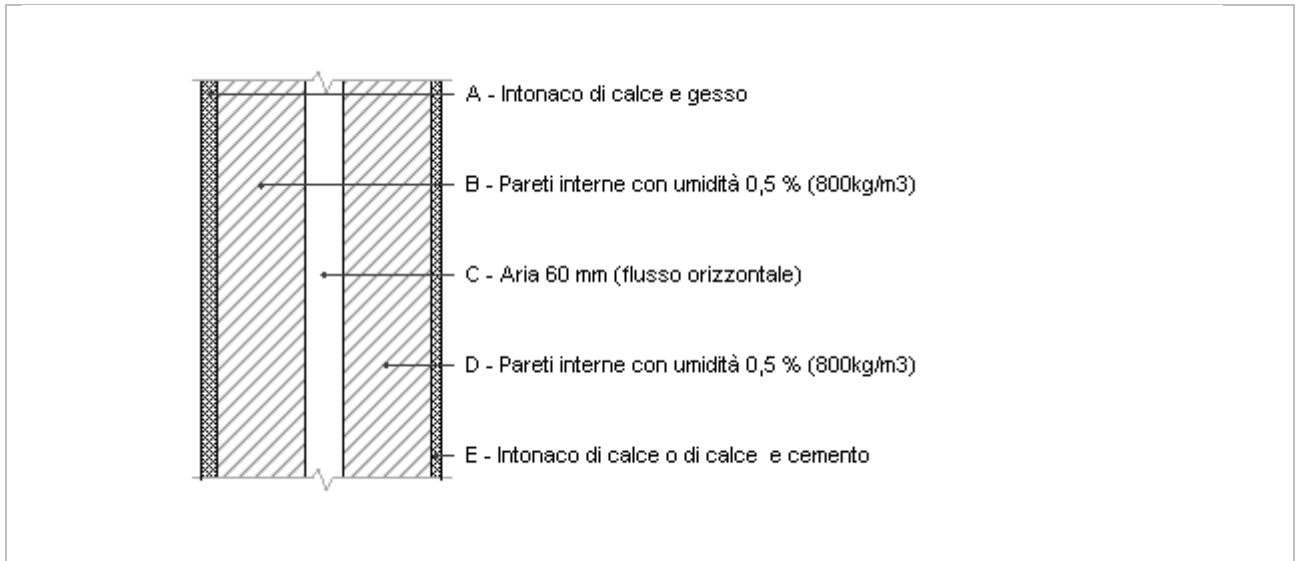 A - Intonaco di calce e gesso
B - Pareti interne con umidità 0,5 % (800kg/m3)
C - Aria 60 mm (flusso orizzontale)
D - Pareti interne con umidità 0,5 % (800kg/m3)
E - Intonaco di calce o di calce e cemento